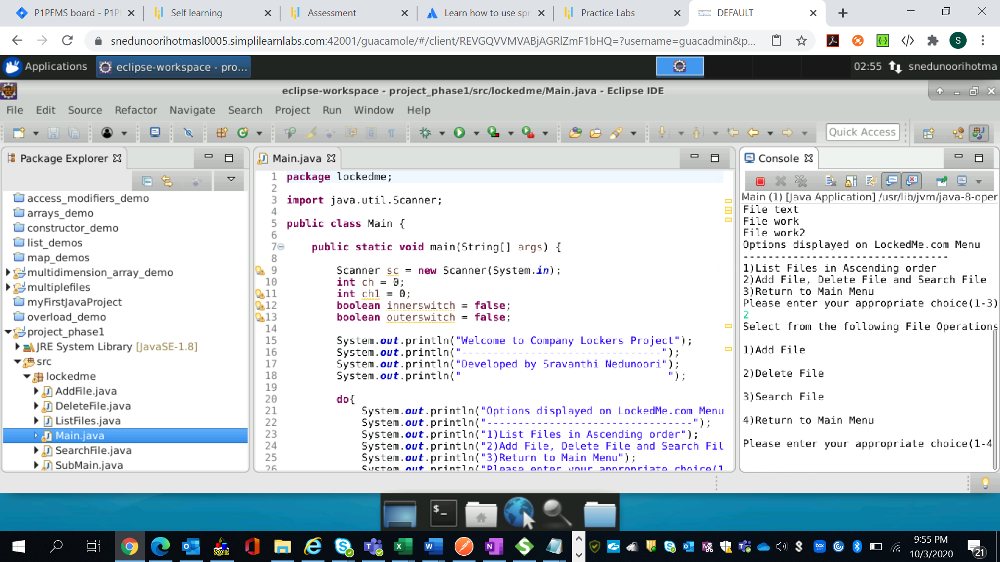 P1PFMS board - P1P
Self learning
Assessment
Learn how to use spr
Practice Labs
DEFAULT
snedunoorihotmasl0005.simplilearnlabs.com:42001/guacamole/#/client/REVGQVVMVABjAGRlZmF1bHQ=?username=guacadmin&p...
S
Applications
eclipse-workspace - pro...
02:55
snedunoorihotma
eclipse-workspace - project_phase1/src/lockedme/Main.java - Eclipse IDE
File Edit Source Refactor Navigate Search Project Run Window Help
Quick Access
Package Explorer
access_modifiers_demo
arrays_demo
constructor_demo
list_demos
map_demos
multidimension_array_demo
multiplefiles
myFirstJavaProject
overload_demo
project_phase1
JRE System Library [JavaSE-1.8]
src
lockedme
AddFile.java
DeleteFile.java
ListFiles.java
Main.java
SearchFile.java
SubMain.java
Main.java
1 package lockedme;
2
3 import java.util.Scanner;
4
5 public class Main {
6
7 public static void main(String[] args) {
8
9 Scanner sc = new Scanner(System.in);
10 int ch = 0;
11 int ch1 = 0;
12 boolean innerswitch = false;
13 boolean outerswitch = false;
14
15 System.out.println("Welcome to Company Lockers Project");
16 System.out.println("--------------------------------");
17 System.out.println("Developed by Sravanthi Nedunoori");
18 System.out.println("                                 ");
19
20 do{
21 System.out.println("Options displayed on LockedMe.com Menu
22 System.out.println("---------------------------------");
23 System.out.println("1)List Files in Ascending order");
24 System.out.println("2)Add File, Delete File and Search Fil
25 System.out.println("3)Return to Main Menu");
26 System.out.println("Please enter your appropriate choice(1
Console
Main (1) [Java Application] /usr/lib/jvm/java-8-oper
File text
File work
File work2
Options displayed on LockedMe.com Menu
---------------------------------
1)List Files in Ascending order
2)Add File, Delete File and Search File
3)Return to Main Menu
Please enter your appropriate choice(1-3)
2
Select from the following File Operations
1)Add File
2)Delete File
3)Search File
4)Return to Main Menu
Please enter your appropriate choice(1-4
9:55 PM
10/3/2020
21